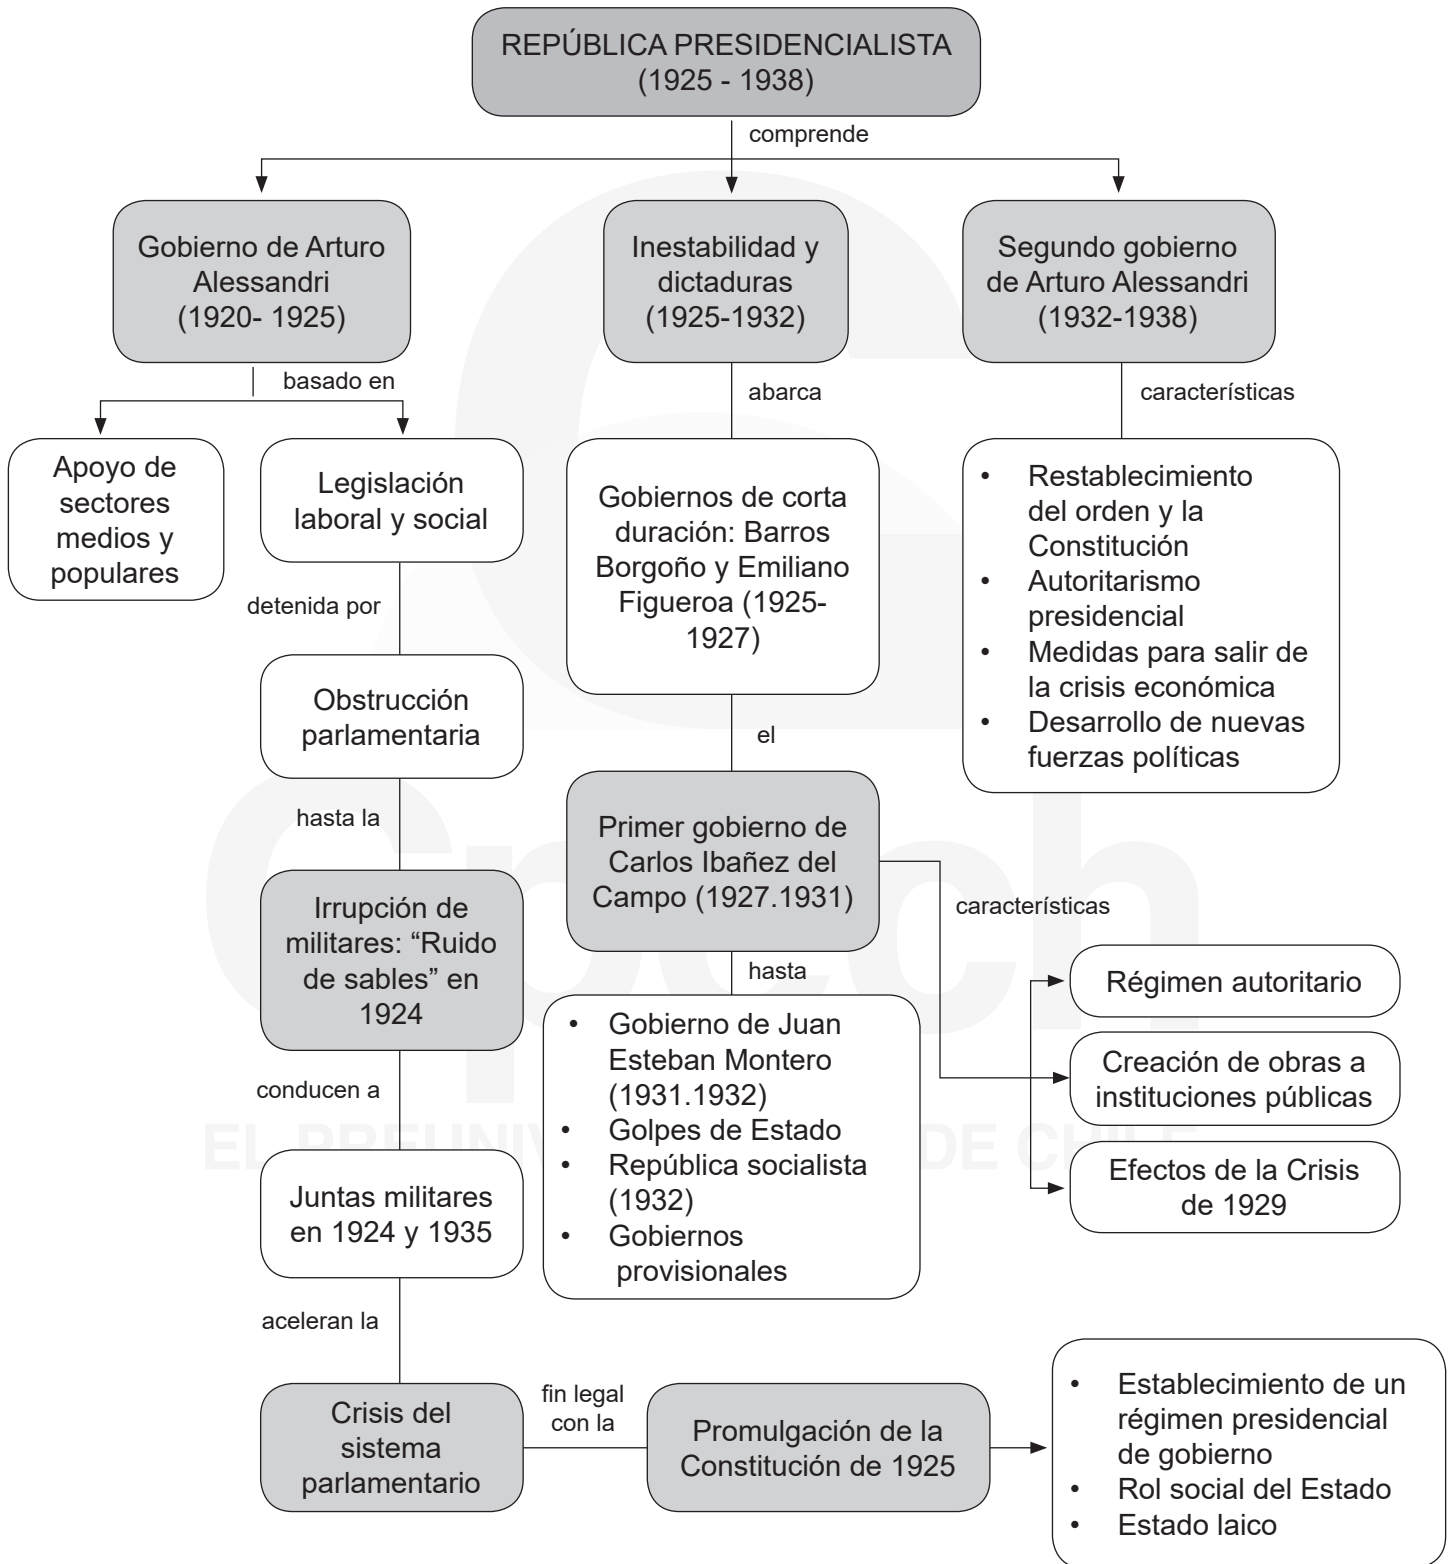 REPÚBLICA PRESIDENCIALISTA
(1925 - 1938)
comprende
Gobierno de Arturo
Alessandri
(1920- 1925)
Inestabilidad y
dictaduras
(1925-1932)
Segundo gobierno
de Arturo Alessandri
(1932-1938)
basado en
abarca
características
Apoyo de
sectores
medios y
populares
Legislación
laboral y social
detenida por
Obstrucción
parlamentaria
hasta la
Irrupción de
militares: “Ruido
de sables” en
1924
conducen a
Juntas militares
en 1924 y 1935
aceleran la
Crisis del
sistema
parlamentario
fin legal
con la
Promulgación de la
Constitución de 1925
• Establecimiento de un
régimen presidencial
de gobierno
• Rol social del Estado
• Estado laico
Gobiernos de corta
duración: Barros
Borgoño y Emiliano
Figueroa (1925-
1927)
el
Primer gobierno de
Carlos Ibañez del
Campo (1927.1931)
hasta
• Gobierno de Juan
Esteban Montero
(1931.1932)
• Golpes de Estado
• República socialista
(1932)
• Gobiernos
provisionales
características
Régimen autoritario
Creación de obras a
instituciones públicas
Efectos de la Crisis
de 1929
• Restablecimiento
del orden y la
Constitución
• Autoritarismo
presidencial
• Medidas para salir de
la crisis económica
• Desarrollo de nuevas
fuerzas políticas
Cpech
EL DE CHILE